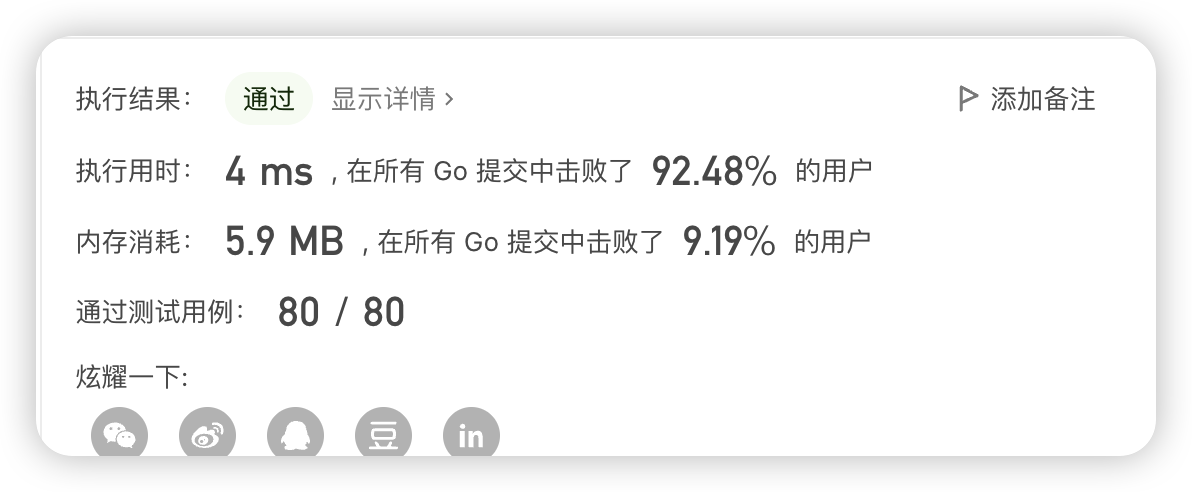 执行结果： 通过 显示详情 > 添加备注
执行用时： 4 ms , 在所有 Go 提交中击败了 92.48% 的用户
内存消耗： 5.9 MB , 在所有 Go 提交中击败了 9.19% 的用户
通过测试用例： 80 / 80
炫耀一下:
豆 in